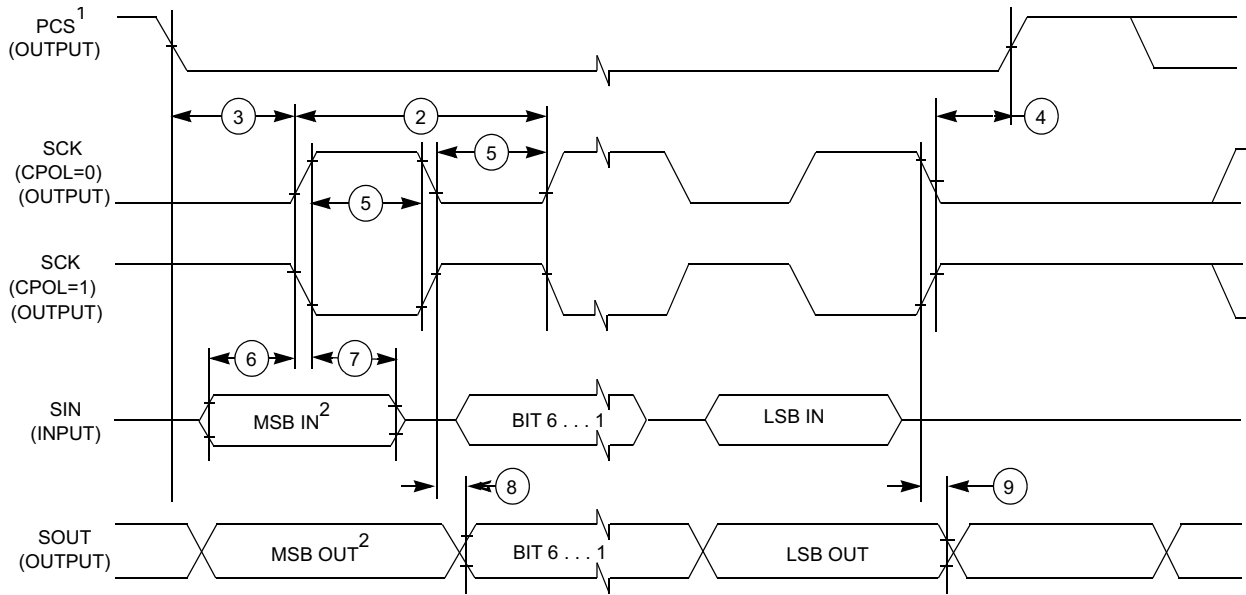 PCS1
(OUTPUT)
3
2
4
SCK
(CPOL=0)
(OUTPUT)
5
5
SCK
(CPOL=1)
(OUTPUT)
6
7
SIN
(INPUT)
MSB IN2
BIT 6 . . . 1
LSB IN
8
9
SOUT
(OUTPUT)
MSB OUT2
BIT 6 . . . 1
LSB OUT